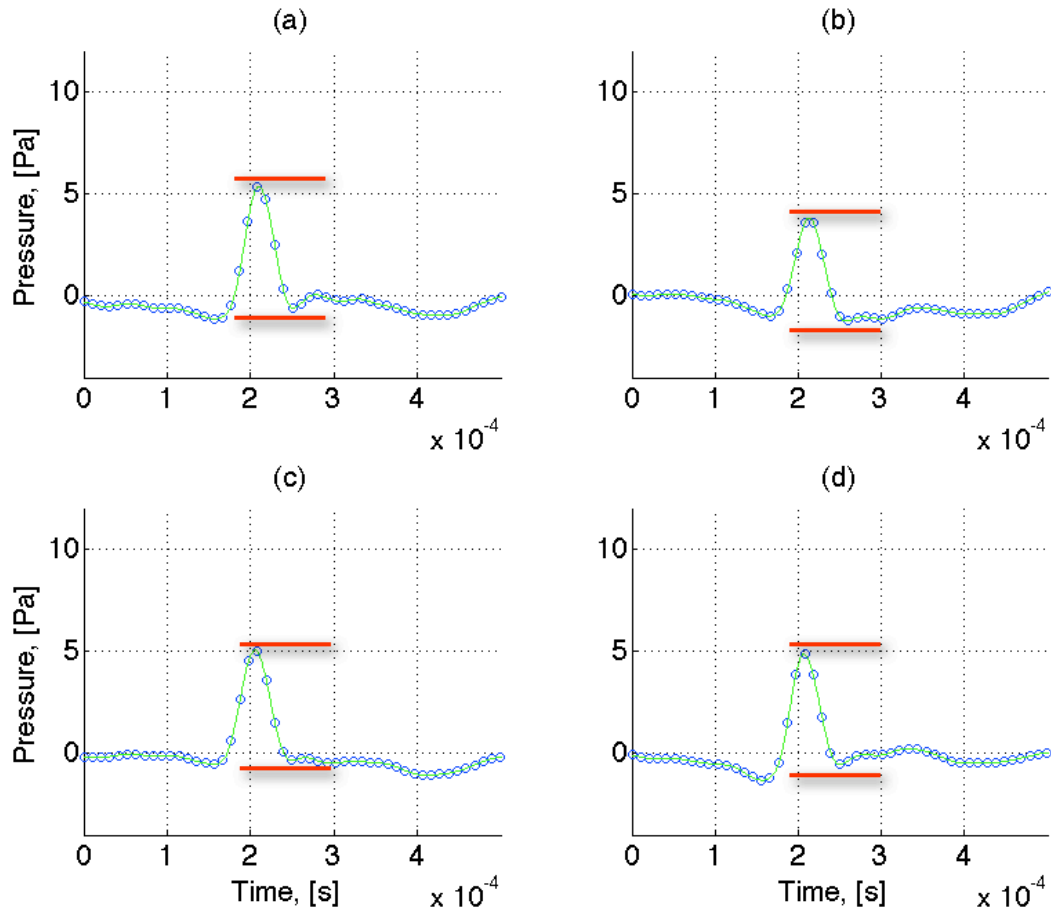 (a)
Pressure, [Pa]
10
5
0
0 1 2 3 4
x 10^-4
(b)
10
5
0
0 1 2 3 4
x 10^-4
(c)
Pressure, [Pa]
10
5
0
0 1 2 3 4
Time, [s]
x 10^-4
(d)
10
5
0
0 1 2 3 4
Time, [s]
x 10^-4